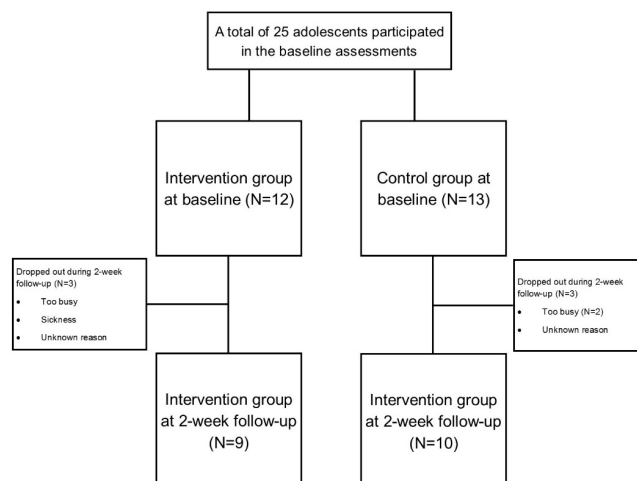 A total of 25 adolescents participated
in the baseline assessments
Intervention group
at baseline (N=12)
Control group at
baseline (N=13)
Dropped out during 2-week
follow-up (N=3)
• Too busy
• Sickness
• Unknown reason
Dropped out during 2-week
follow-up (N=3)
• Too busy (N=2)
• Unknown reason
Intervention group
at 2-week follow-up
(N=9)
Intervention group
at 2-week follow-up
(N=10)